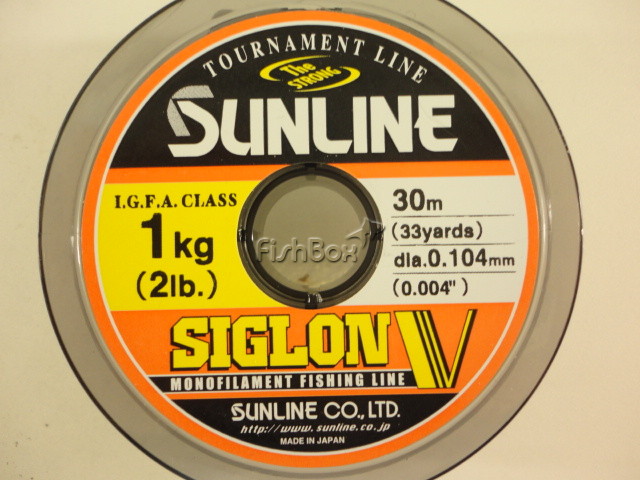 TOURNAMENT LINE
The STRONG
SUNLINE
I.G.F.A. CLASS
1kg
(2lb.)
30m
(33yards)
dia.0.104mm
(0.004")
FishBox
SIGLON V
MONOFILAMENT FISHING LINE
SUNLINE CO.,LTD.
http://www.sunline.co.jp
MADE IN JAPAN